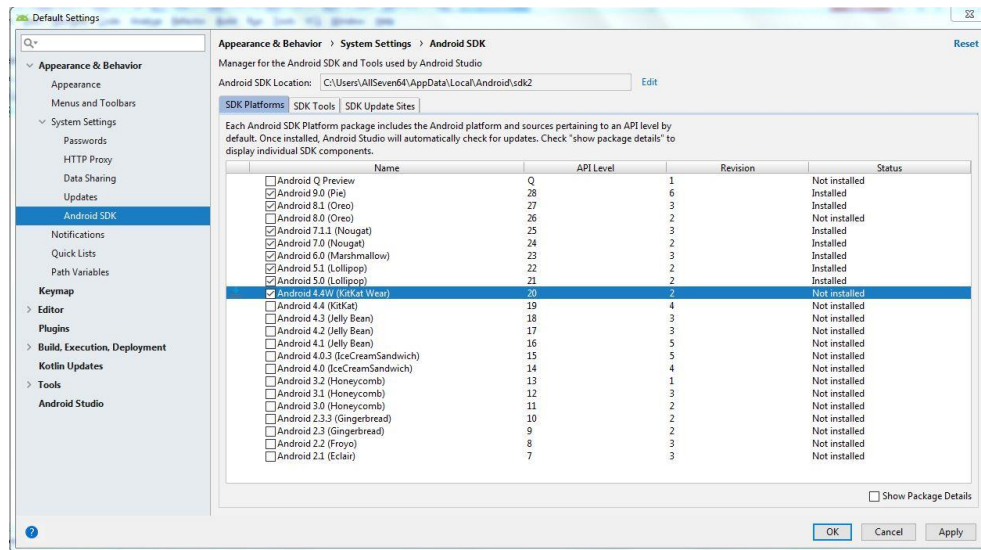 Default Settings
Appearance & Behavior
Appearance
Menus and Toolbars
System Settings
Passwords
HTTP Proxy
Data Sharing
Updates
Android SDK
Notifications
Quick Lists
Path Variables
Keymap
Editor
Plugins
Build, Execution, Deployment
Kotlin Updates
Tools
Android Studio
Appearance & Behavior > System Settings > Android SDK Reset
Manager for the Android SDK and Tools used by Android Studio
Android SDK Location: C:\Users\AllSeven64\AppData\Local\Android\sdk2 Edit
SDK Platforms SDK Tools SDK Update Sites
Each Android SDK Platform package includes the Android platform and sources pertaining to an API level by
default. Once installed, Android Studio will automatically check for updates. Check "show package details" to
display individual SDK components.
Name API Level Revision Status
Android Q Preview Q 1 Not installed
Android 9.0 (Pie) 28 6 Installed
Android 8.1 (Oreo) 27 3 Installed
Android 8.0 (Oreo) 26 2 Not installed
Android 7.1.1 (Nougat) 25 3 Installed
Android 7.0 (Nougat) 24 2 Installed
Android 6.0 (Marshmallow) 23 3 Installed
Android 5.1 (Lollipop) 22 2 Installed
Android 5.0 (Lollipop) 21 2 Installed
Android 4.4W (KitKat Wear) 20 2 Not installed
Android 4.4 (KitKat) 19 4 Not installed
Android 4.3 (Jelly Bean) 18 3 Not installed
Android 4.2 (Jelly Bean) 17 3 Not installed
Android 4.1 (Jelly Bean) 16 5 Not installed
Android 4.0.3 (IceCreamSandwich) 15 5 Not installed
Android 4.0 (IceCreamSandwich) 14 4 Not installed
Android 3.2 (Honeycomb) 13 1 Not installed
Android 3.1 (Honeycomb) 12 3 Not installed
Android 3.0 (Honeycomb) 11 2 Not installed
Android 2.3.3 (Gingerbread) 10 2 Not installed
Android 2.3 (Gingerbread) 9 2 Not installed
Android 2.2 (Froyo) 8 3 Not installed
Android 2.1 (Eclair) 7 3 Not installed
Show Package Details
? OK Cancel Apply